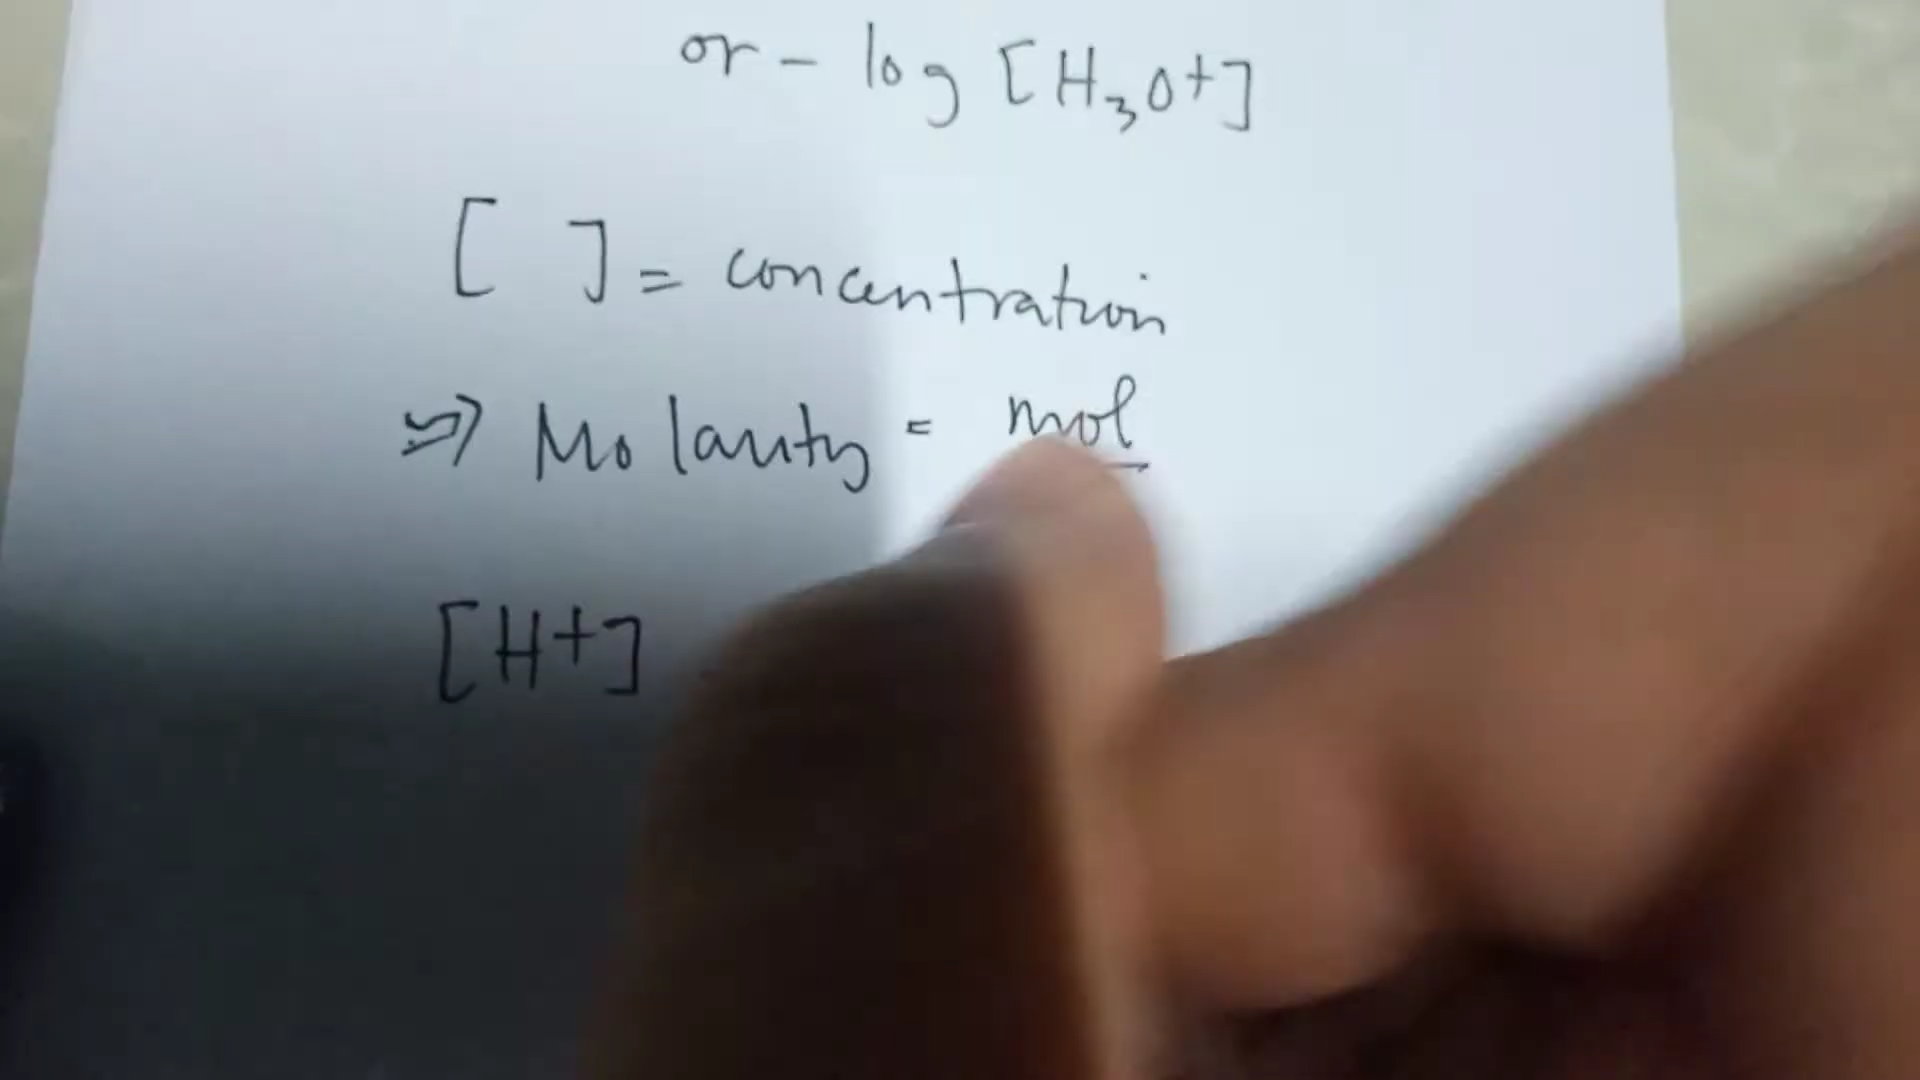 or - log [H₃O+]
[ ] = concentration
⇒ Molarity = mol
[H+]